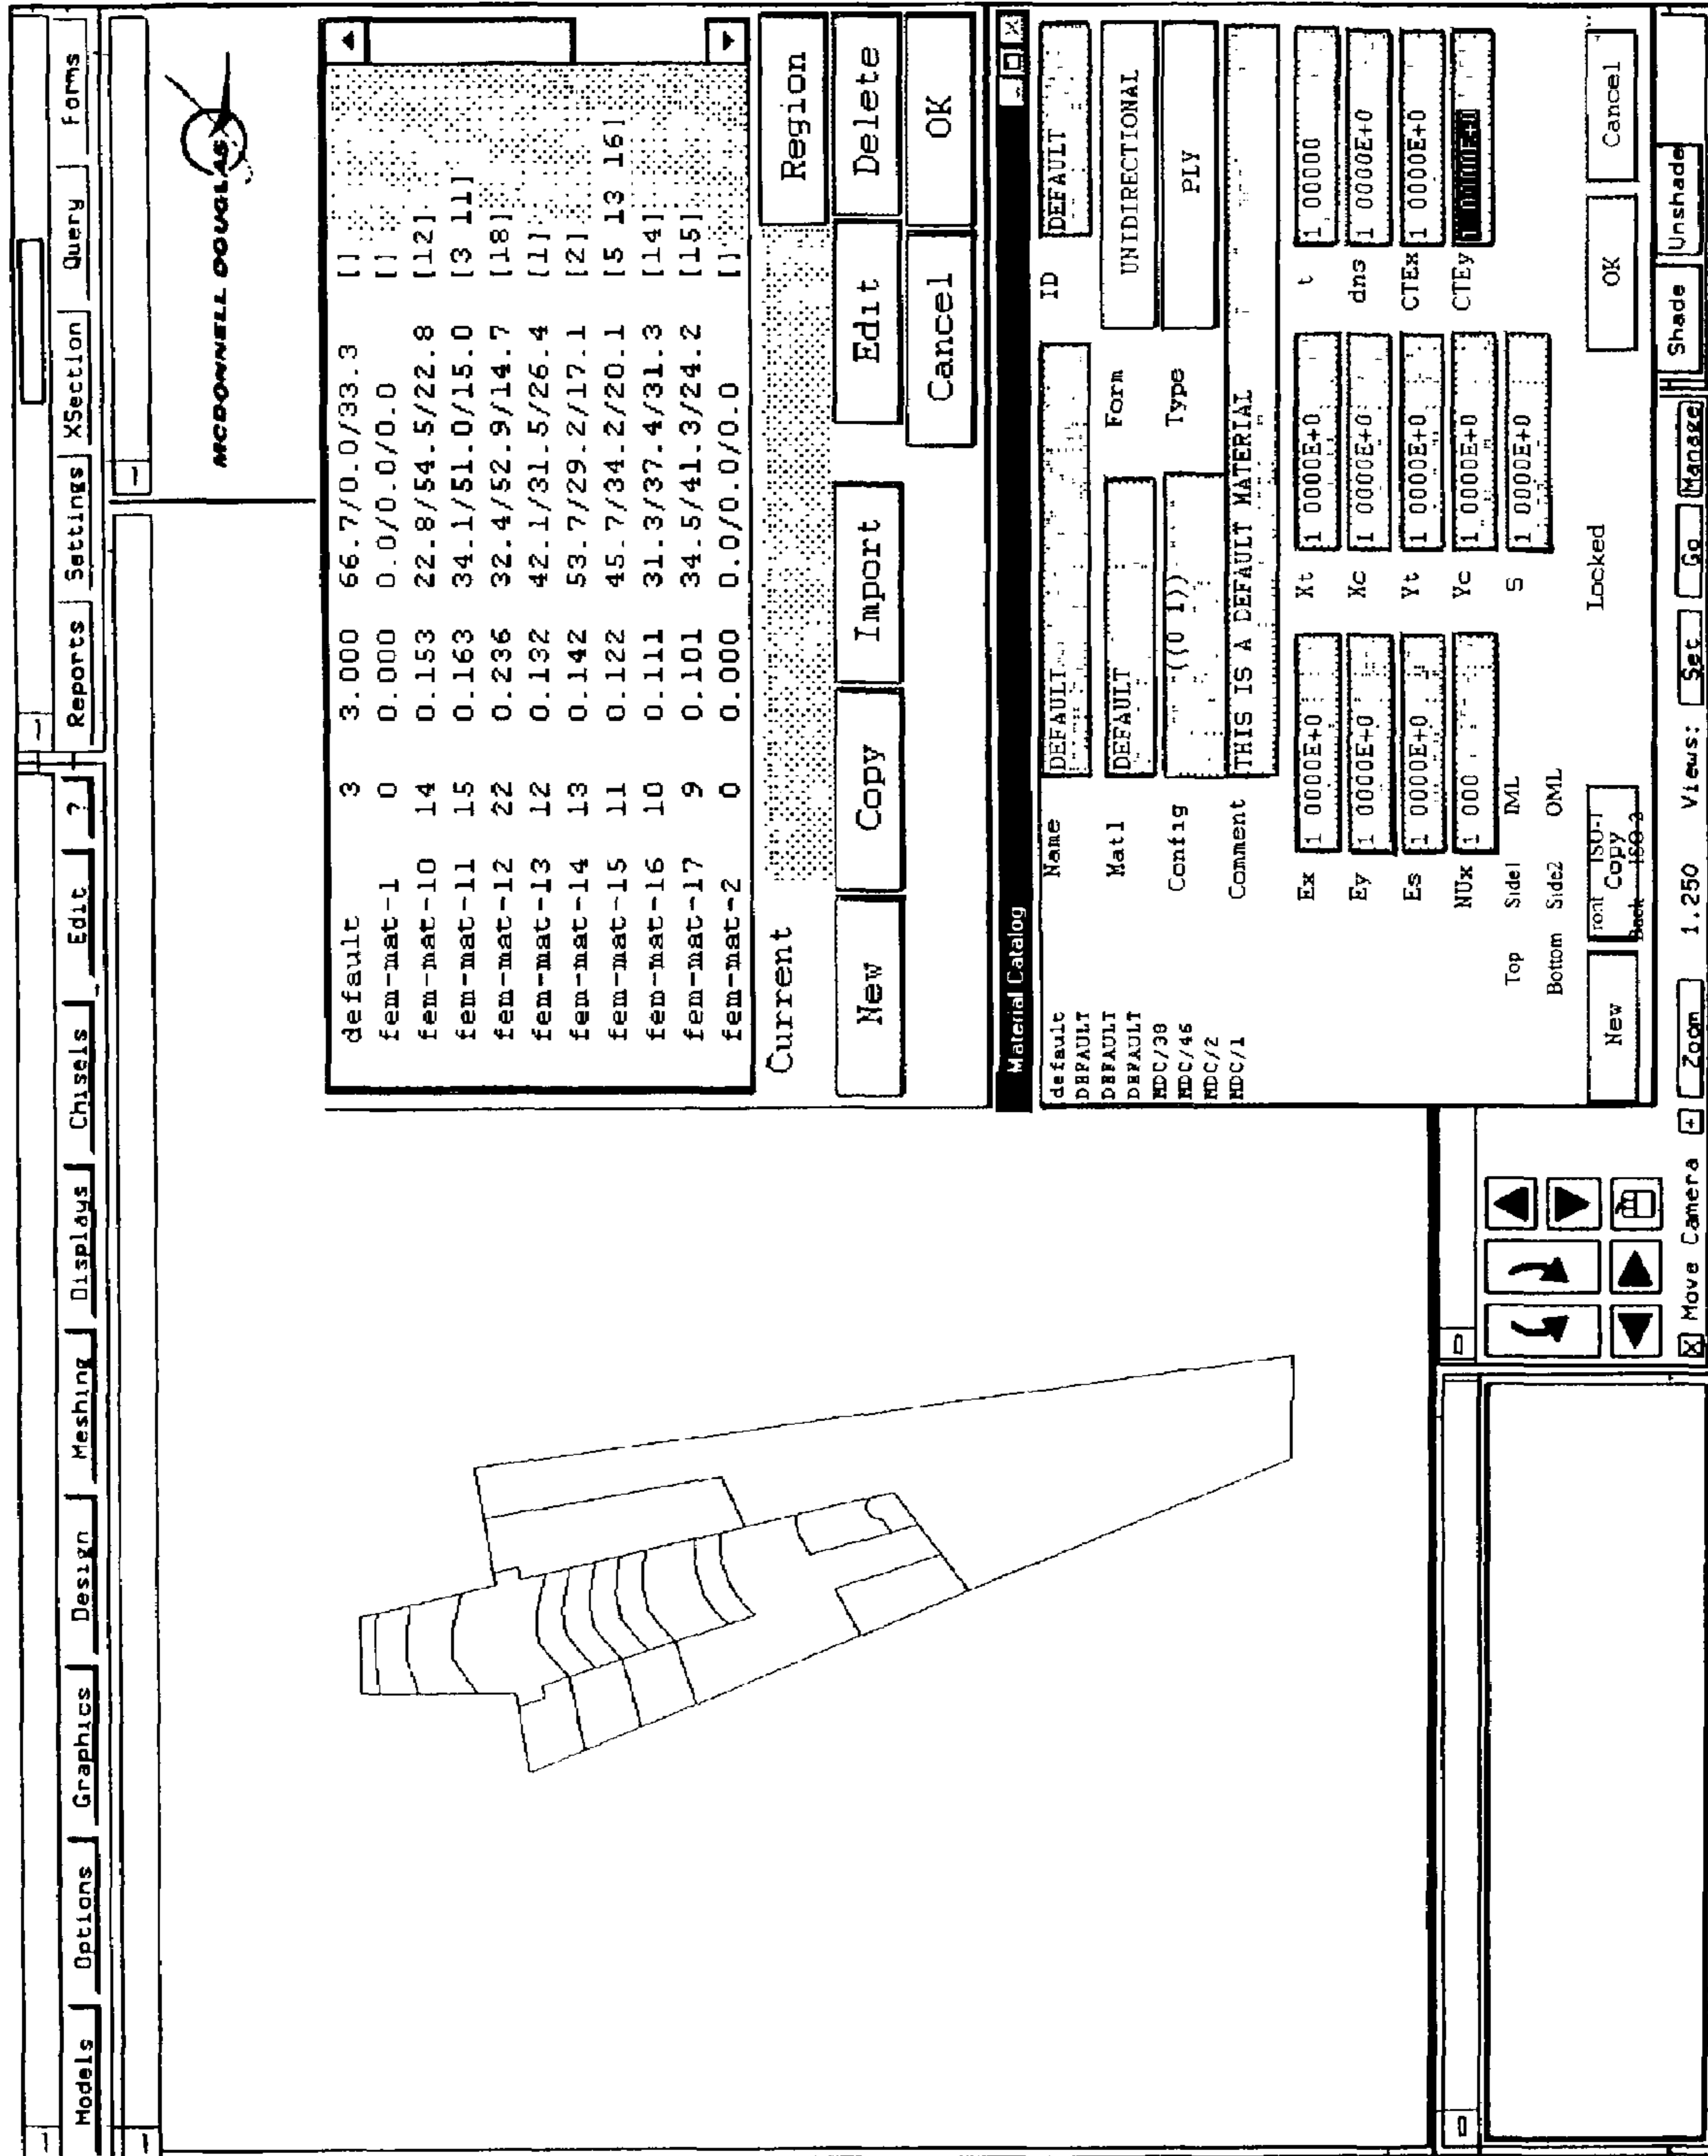 Models Options Graphics Design Meshing Displays Chisels Edit ? Reports Settings XSection Query Forms
MCDONNELL DOUGLAS
default 3 3.000 66.7/0.0/33.3 []
fem-mat-1 0 0.000 0.0/0.0/0.0 []
fem-mat-10 14 0.153 22.8/54.5/22.8 [12]
fem-mat-11 15 0.163 34.1/51.0/15.0 [3 11]
fem-mat-12 22 0.236 32.4/52.9/14.7 [18]
fem-mat-13 12 0.132 42.1/31.5/26.4 [1]
fem-mat-14 13 0.142 53.7/29.2/17.1 [2]
fem-mat-15 11 0.122 45.7/34.2/20.1 [5 13 16]
fem-mat-16 10 0.111 31.3/37.4/31.3 [14]
fem-mat-17 9 0.101 34.5/41.3/24.2 [15]
fem-mat-2 0 0.000 0.0/0.0/0.0 []
Current Region
New Copy Import Edit Delete
Cancel OK
Material Catalog
default
DEFAULT
DEFAULT
DEFAULT
MDC/38
MDC/46
MDC/2
MDC/1
Name DEFAULT ID DEFAULT
Matl DEFAULT Form UNIDIRECTIONAL
Config ((0 1)) Type PLY
Comment THIS IS A DEFAULT MATERIAL
Ex 1 0000E+0 Xt 1 0000E+0 t 1 00000
Ey 1 0000E+0 Xc 1 0000E+0 dns 1 0000E+0
Es 1 0000E+0 Yt 1 0000E+0 CTEx 1 0000E+0
NUx 1 000 Yc 1 0000E+0 CTEy 1 0000E+0
Top Side1 IML S 1 0000E+0
Bottom Side2 OML
Locked
New Copy OK Cancel
ront ISO-1
Back ISO-2
Move Camera + Zoom 1.250 Views: Set Go Manage Shade Unshade